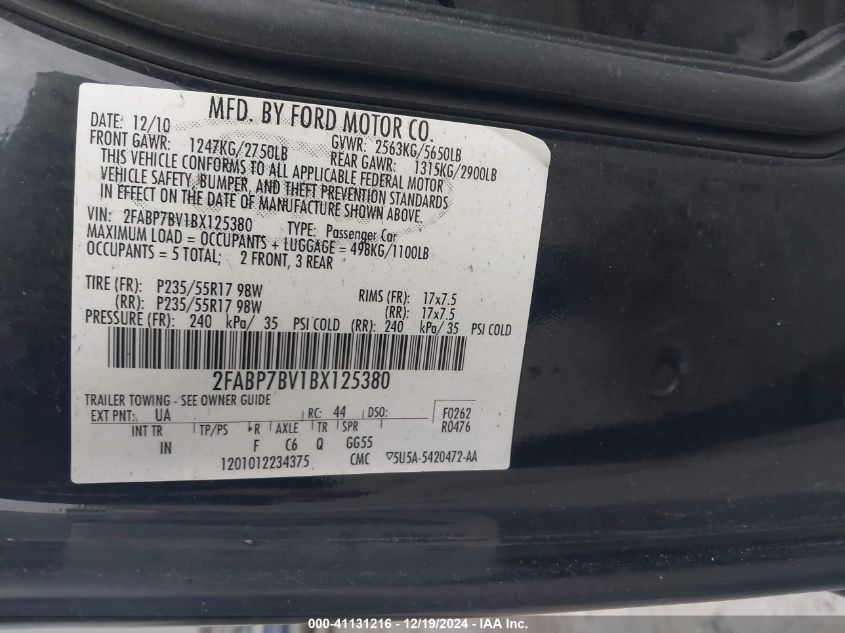 MFD. BY FORD MOTOR CO.
DATE: 12/10 GVWR: 2563KG/5650LB
FRONT GAWR: 1247KG/2750LB REAR GAWR: 1315KG/2900LB
THIS VEHICLE CONFORMS TO ALL APPLICABLE FEDERAL MOTOR
VEHICLE SAFETY, BUMPER, AND THEFT PREVENTION STANDARDS
IN EFFECT ON THE DATE OF MANUFACTURE SHOWN ABOVE.
VIN: 2FABP7BV1BX125380 TYPE: Passenger Car
MAXIMUM LOAD = OCCUPANTS + LUGGAGE = 498KG/1100LB
OCCUPANTS = 5 TOTAL; 2 FRONT, 3 REAR
TIRE (FR): P235/55R17 98W RIMS (FR): 17x7.5
(RR): P235/55R17 98W (RR): 17x7.5
PRESSURE (FR): 240 kPa/ 35 PSI COLD (RR): 240 kPa/ 35 PSI COLD
2FABP7BV1BX125380
TRAILER TOWING - SEE OWNER GUIDE
EXT PNT: UA RC: 44 DSO: F0262
INT TR TP/PS R AXLE TR SPR R0476
IN F C6 Q GG55
1201012234375 CMC ▽5U5A-5420472-AA
000-41131216 - 12/19/2024 - IAA Inc.